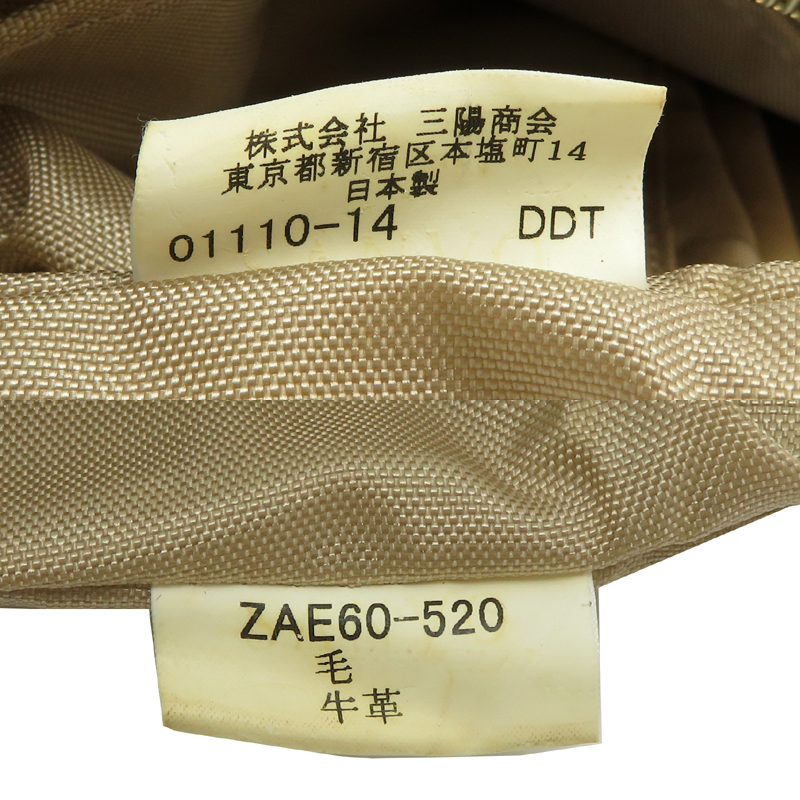 株式会社 三陽商会
東京都新宿区本塩町14
日本製
01110-14 DDT
ZAE60-520
毛
牛革